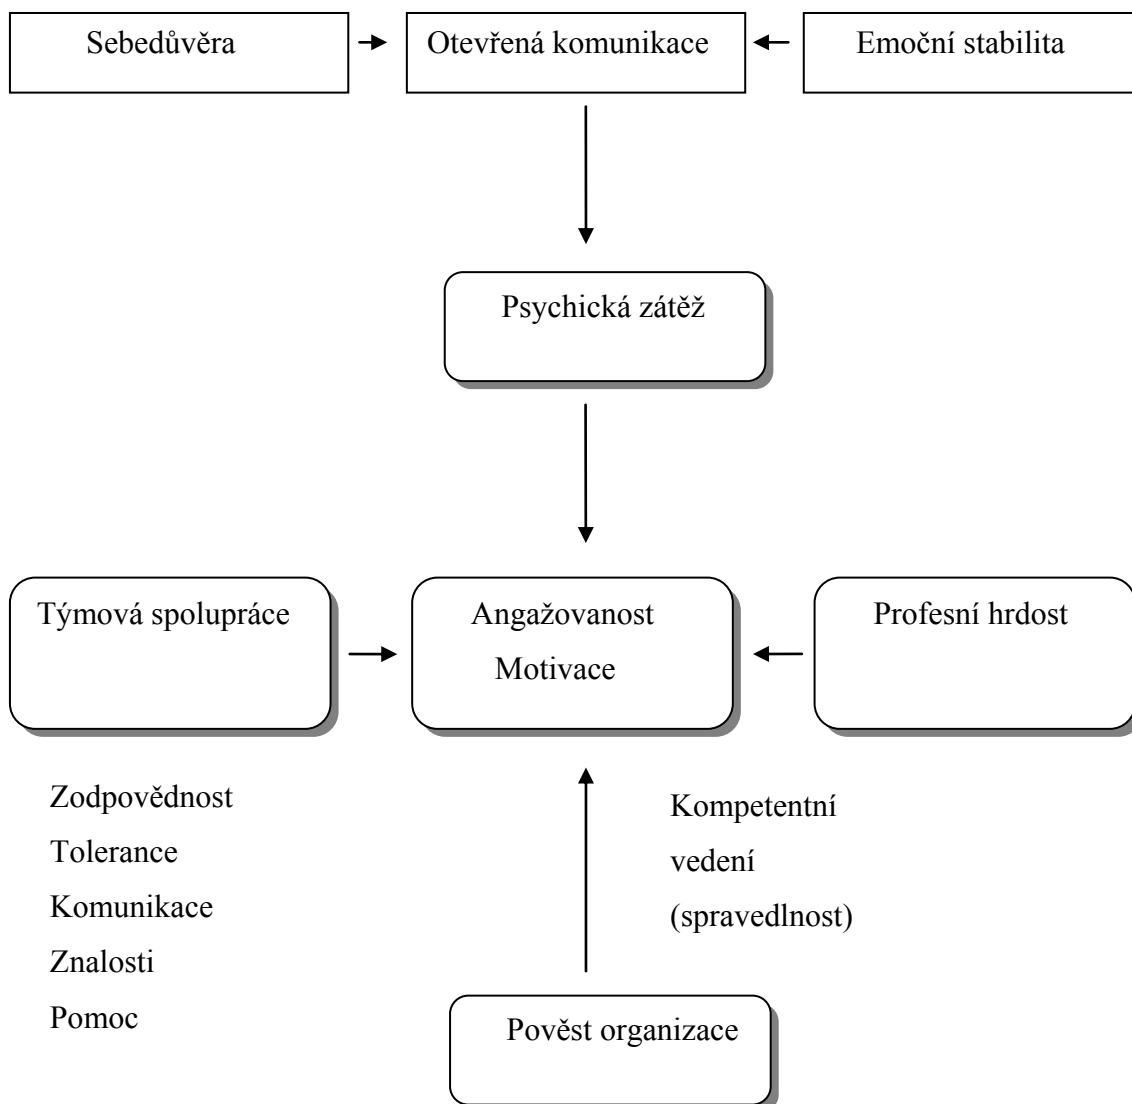 Sebedůvěra
Otevřená komunikace
Emoční stabilita
Psychická zátěž
Týmová spolupráce
Angažovanost
Motivace
Profesní hrdost
Zodpovědnost
Tolerance
Komunikace
Znalosti
Pomoc
Kompetentní
vedení
(spravedlnost)
Pověst organizace